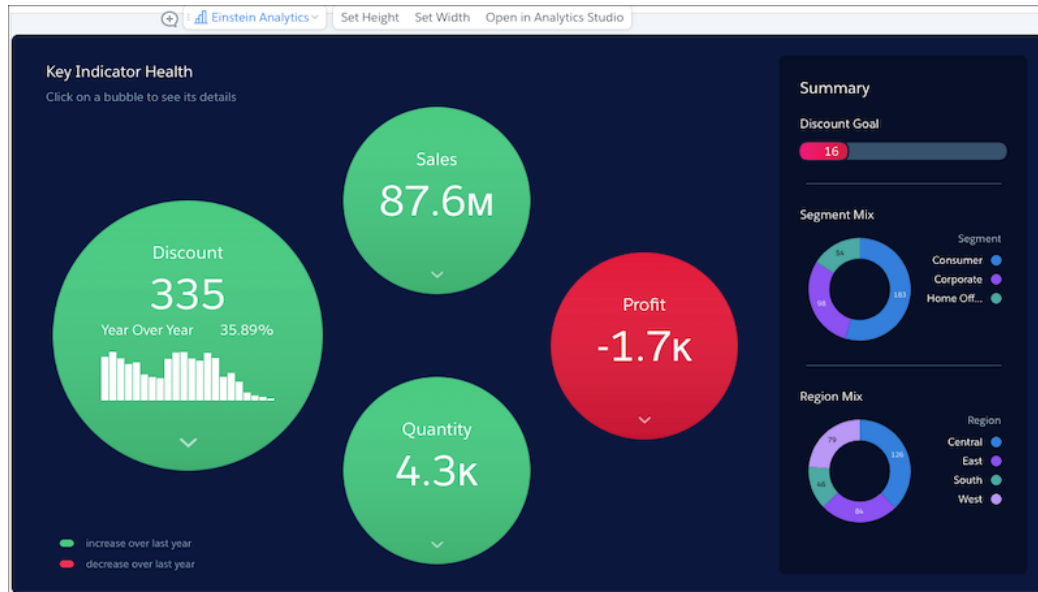 Einstein Analytics
Set Height Set Width Open in Analytics Studio
Key Indicator Health
Click on a bubble to see its details
Discount
335
Year Over Year 35.89%
Sales
87.6M
Quantity
4.3K
Profit
-1.7K
increase over last year
decrease over last year
Summary
Discount Goal
16
Segment Mix
Segment
Consumer
Corporate
Home Off...
54
183
98
Region Mix
Region
Central
East
South
West
79
126
46
84